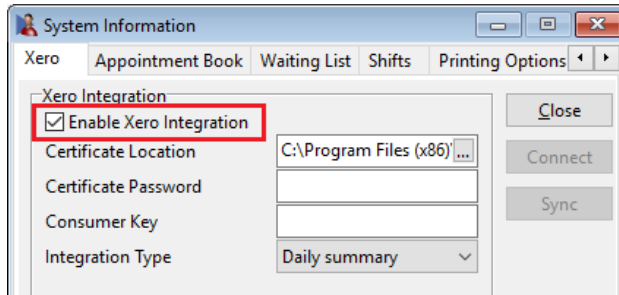 System Information
Xero Appointment Book Waiting List Shifts Printing Options
Xero Integration
Enable Xero Integration
Close
Certificate Location C:\Program Files (x86)\ ...
Connect
Certificate Password
Sync
Consumer Key
Integration Type Daily summary